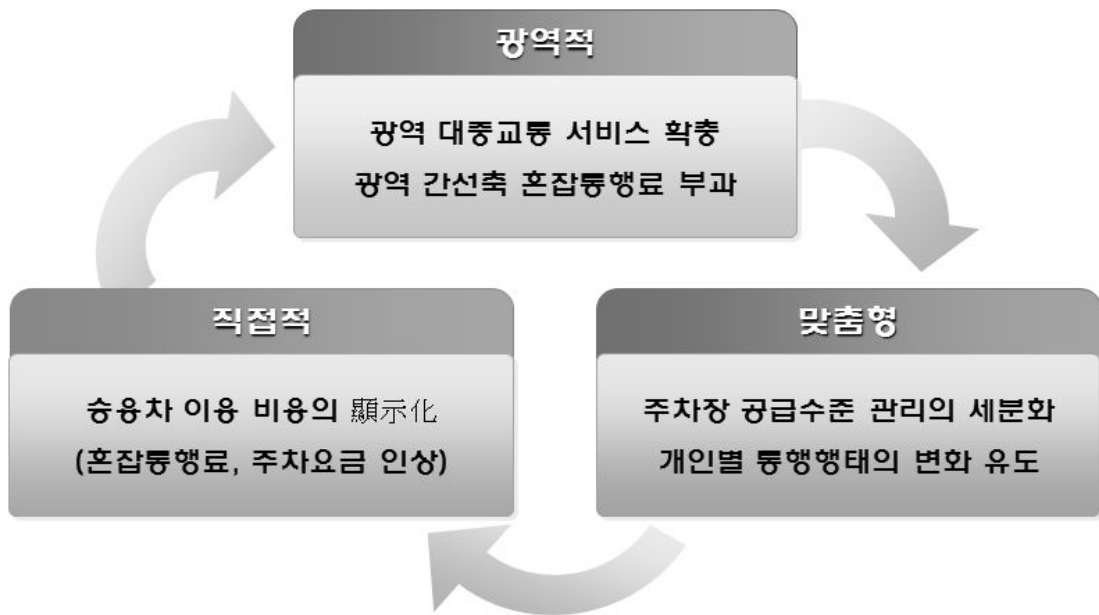 광역적
광역 대중교통 서비스 확충
광역 간선축 혼잡통행료 부과
직접적
승용차 이용 비용의 顯示化
(혼잡통행료, 주차요금 인상)
맞춤형
주차장 공급수준 관리의 세분화
개인별 통행행태의 변화 유도